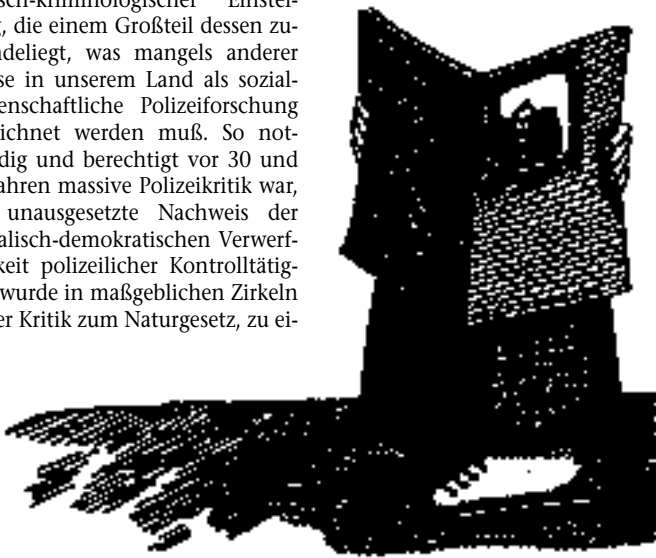 sch-kriminologischer Einstel-
g, die einem Großteil dessen zu-
ndeliegt, was mangels anderer
se in unserem Land als sozial-
enschaftliche Polizeiforschung
eichnet werden muß. So not-
dig und berechtigt vor 30 und
ahren massive Polizeikritik war,
unausgesetzte Nachweis der
alisch-demokratischen Verwerf-
keit polizeilicher Kontrolltätig-
wurde in maßgeblichen Zirkeln
er Kritik zum Naturgesetz, zu ei-